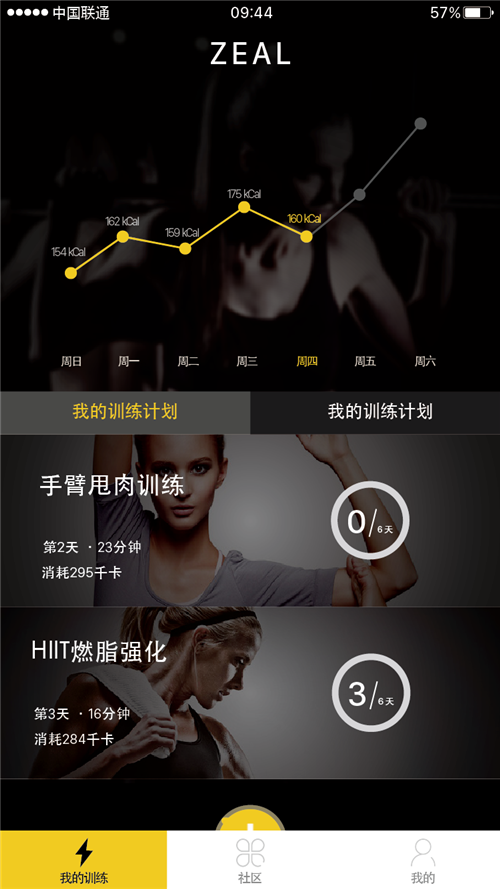 中国联通 09:44 57%
ZEAL
154 kCal
162 kCal
159 kCal
175 kCal
160 kCal
周日 周一 周二 周三 周四 周五 周六
我的训练计划 我的训练计划
手臂甩肉训练
0/6天
第2天 · 23分钟
消耗295千卡
HIIT燃脂强化
3/6天
第3天 · 16分钟
消耗284千卡
我的训练 社区 我的